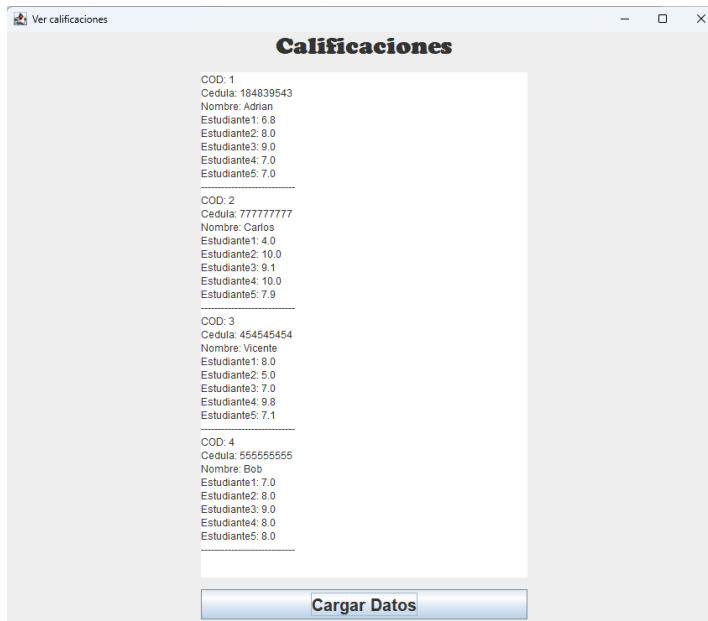 Ver calificaciones
Calificaciones
COD: 1
Cedula: 184839543
Nombre: Adrian
Estudiante1: 6.8
Estudiante2: 8.0
Estudiante3: 9.0
Estudiante4: 7.0
Estudiante5: 7.0
----------------------------
COD: 2
Cedula: 777777777
Nombre: Carlos
Estudiante1: 4.0
Estudiante2: 10.0
Estudiante3: 9.1
Estudiante4: 10.0
Estudiante5: 7.9
----------------------------
COD: 3
Cedula: 454545454
Nombre: Vicente
Estudiante1: 8.0
Estudiante2: 5.0
Estudiante3: 7.0
Estudiante4: 9.8
Estudiante5: 7.1
----------------------------
COD: 4
Cedula: 555555555
Nombre: Bob
Estudiante1: 7.0
Estudiante2: 8.0
Estudiante3: 9.0
Estudiante4: 8.0
Estudiante5: 8.0
----------------------------
Cargar Datos